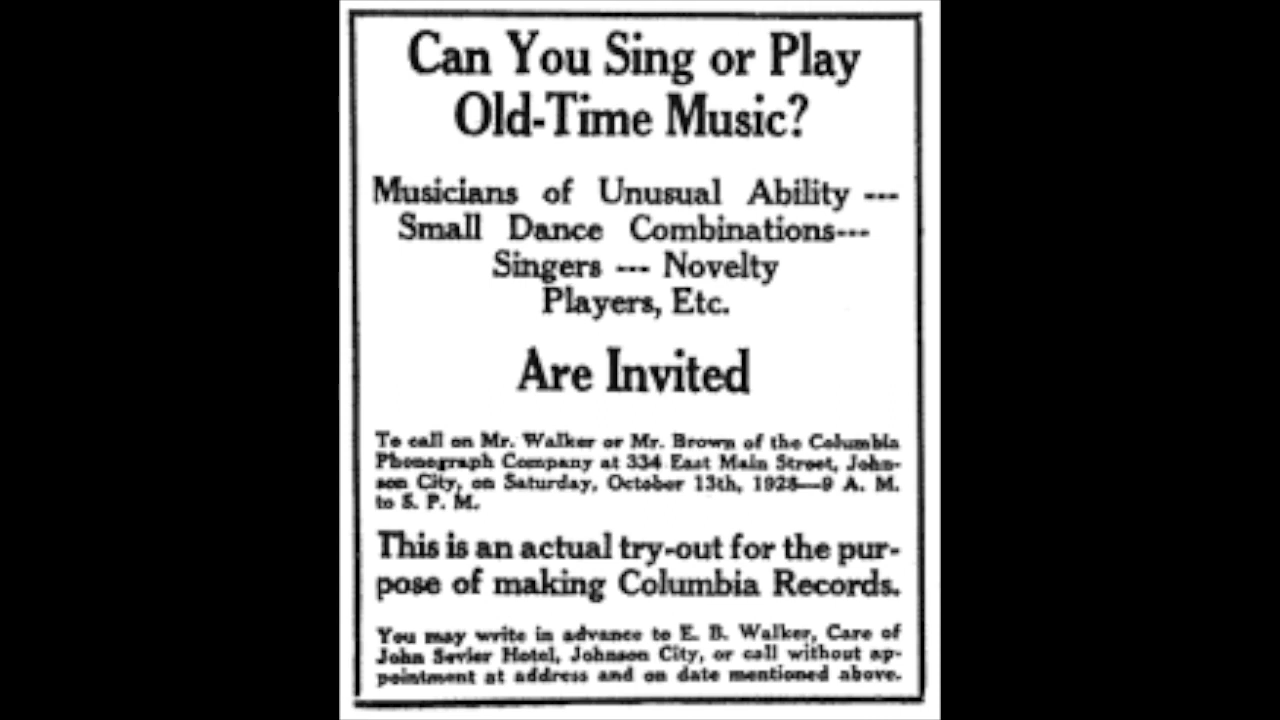 Can You Sing or Play
Old-Time Music?
Musicians of Unusual Ability ---
Small Dance Combinations---
Singers --- Novelty
Players, Etc.
Are Invited
To call on Mr. Walker or Mr. Brown of the Columbia
Phonograph Company at 334 East Main Street, John-
son City, on Saturday, October 13th, 1928—9 A. M.
to 5. P. M.
This is an actual try-out for the pur-
pose of making Columbia Records.
You may write in advance to E. B. Walker, Care of
John Sevier Hotel, Johnson City, or call without ap-
pointment at address and on date mentioned above.